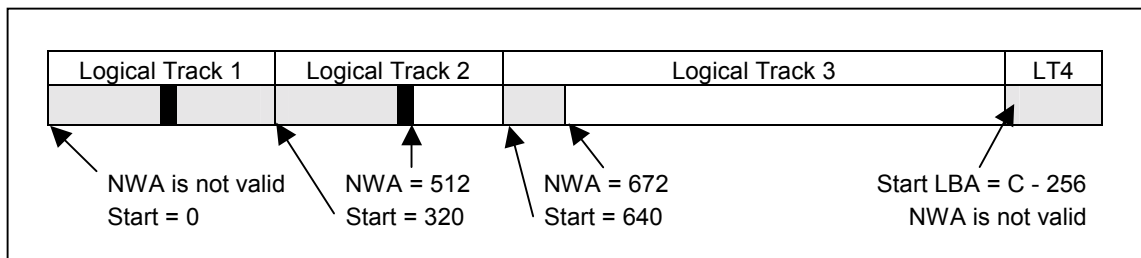 Logical Track 1 Logical Track 2 Logical Track 3 LT4
NWA is not valid NWA = 512 NWA = 672 Start LBA = C - 256
Start = 0 Start = 320 Start = 640 NWA is not valid